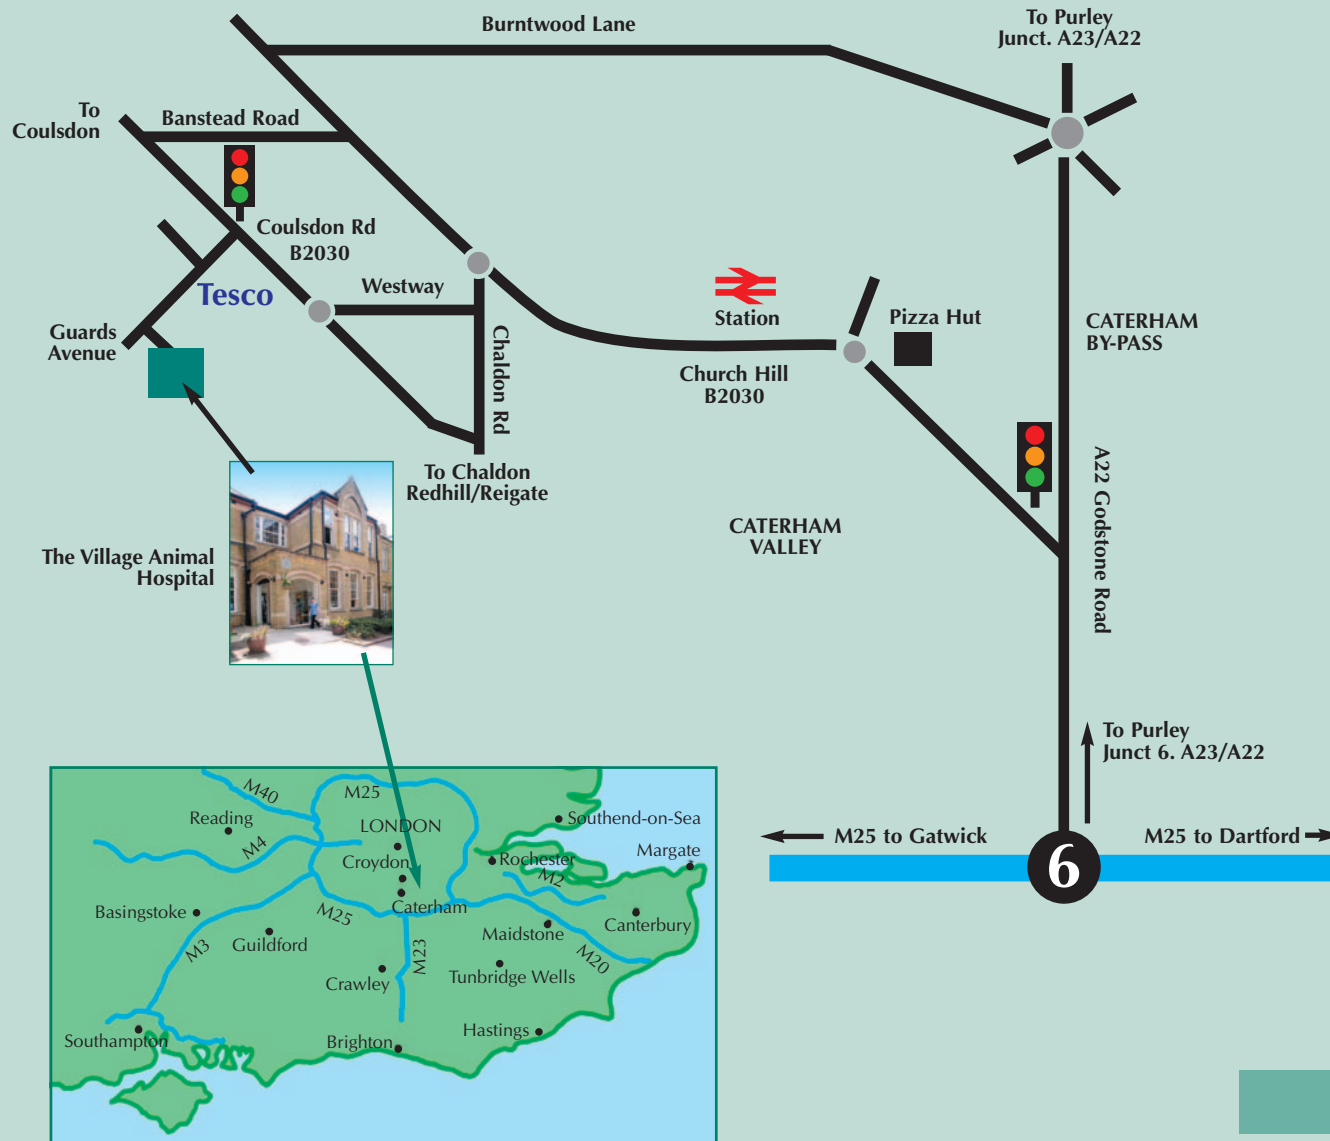 Burntwood Lane
To Purley
Junct. A23/A22
To
Coulsdon
Banstead Road
Coulsdon Rd
B2030
Tesco
Westway
Guards
Avenue
Chaldon Rd
Station
Pizza Hut
Church Hill
B2030
CATERHAM
BY-PASS
To Chaldon
Redhill/Reigate
CATERHAM
VALLEY
A22 Godstone Road
The Village Animal
Hospital
To Purley
Junct 6. A23/A22
M25 to Gatwick
M25 to Dartford
6
M40
M25
Reading
LONDON
Southend-on-Sea
M4
Croydon
Rochester
Margate
M2
Basingstoke
M25
Caterham
Canterbury
M3
Guildford
M23
Maidstone
M20
Crawley
Tunbridge Wells
Southampton
Brighton
Hastings